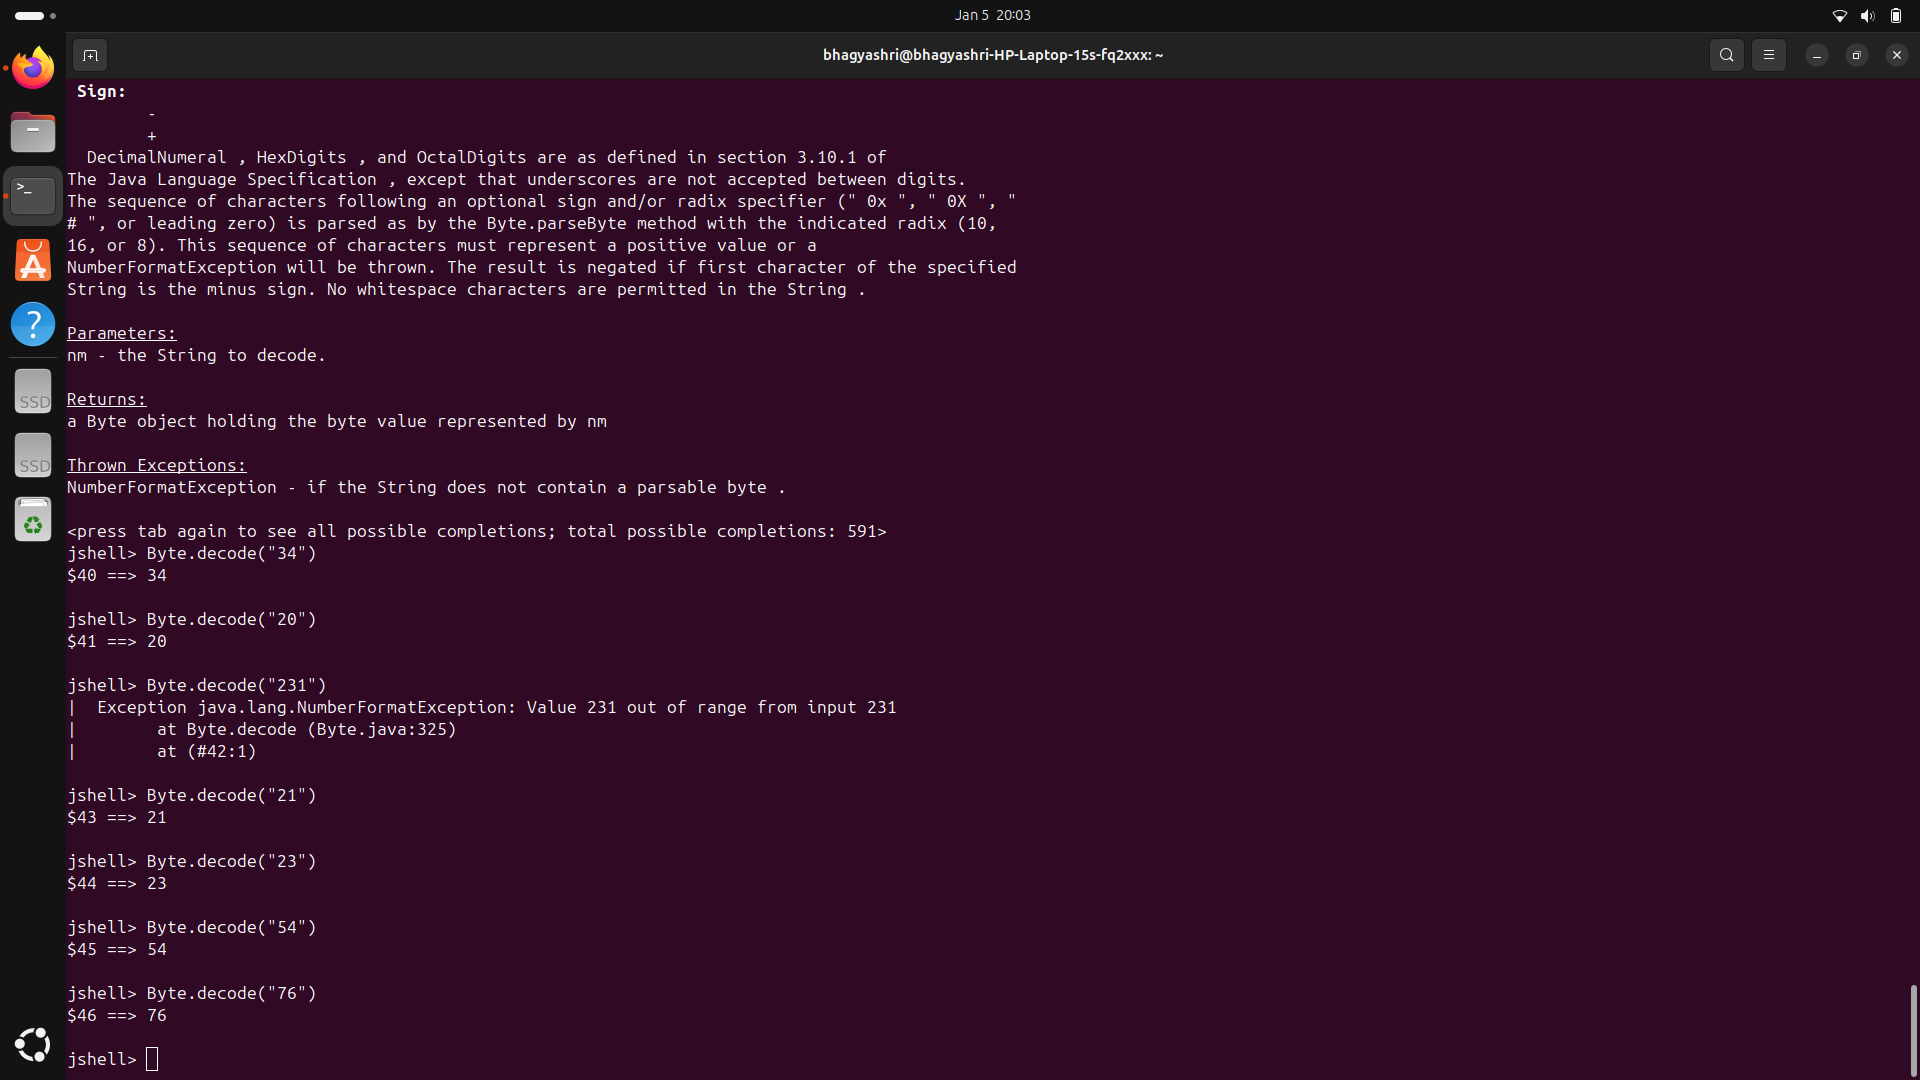 Jan 5 20:03
bhagyashri@bhagyashri-HP-Laptop-15s-fq2xxx: ~
Sign:
-
+
DecimalNumeral , HexDigits , and OctalDigits are as defined in section 3.10.1 of
The Java Language Specification , except that underscores are not accepted between digits.
The sequence of characters following an optional sign and/or radix specifier (" 0x ", " 0X ", "
# ", or leading zero) is parsed as by the Byte.parseByte method with the indicated radix (10,
16, or 8). This sequence of characters must represent a positive value or a
NumberFormatException will be thrown. The result is negated if first character of the specified
String is the minus sign. No whitespace characters are permitted in the String .
Parameters:
nm - the String to decode.
Returns:
a Byte object holding the byte value represented by nm
Thrown Exceptions:
NumberFormatException - if the String does not contain a parsable byte .
<press tab again to see all possible completions; total possible completions: 591>
jshell> Byte.decode("34")
$40 ==> 34
jshell> Byte.decode("20")
$41 ==> 20
jshell> Byte.decode("231")
|  Exception java.lang.NumberFormatException: Value 231 out of range from input 231
|        at Byte.decode (Byte.java:325)
|        at (#42:1)
jshell> Byte.decode("21")
$43 ==> 21
jshell> Byte.decode("23")
$44 ==> 23
jshell> Byte.decode("54")
$45 ==> 54
jshell> Byte.decode("76")
$46 ==> 76
jshell>
>_
A
?
SSD
SSD